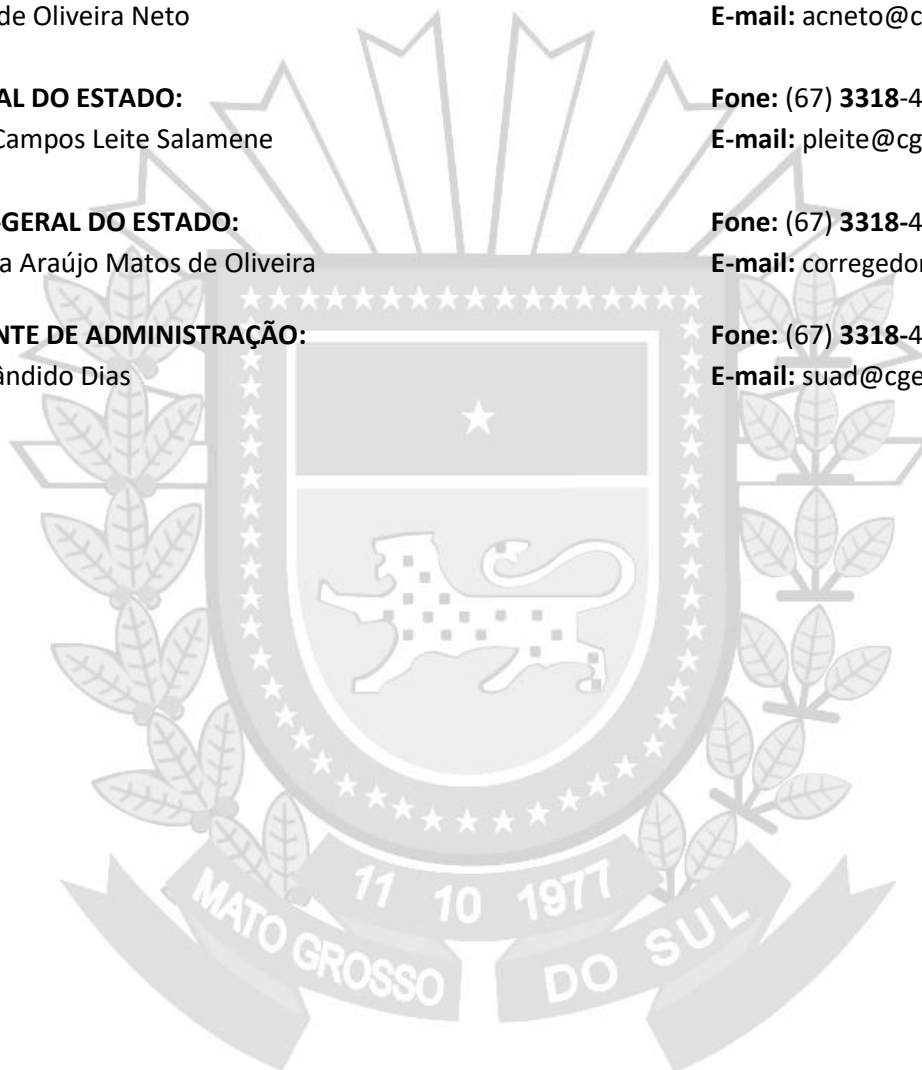 de Oliveira Neto E-mail: acneto@c
AL DO ESTADO: Fone: (67) 3318-4
Campos Leite Salamene E-mail: pleite@cg
-GERAL DO ESTADO: Fone: (67) 3318-4
a Araújo Matos de Oliveira E-mail: corregedor
NTE DE ADMINISTRAÇÃO: Fone: (67) 3318-4
ândido Dias E-mail: suad@cge
11 10 1977
MATO GROSSO DO SUL